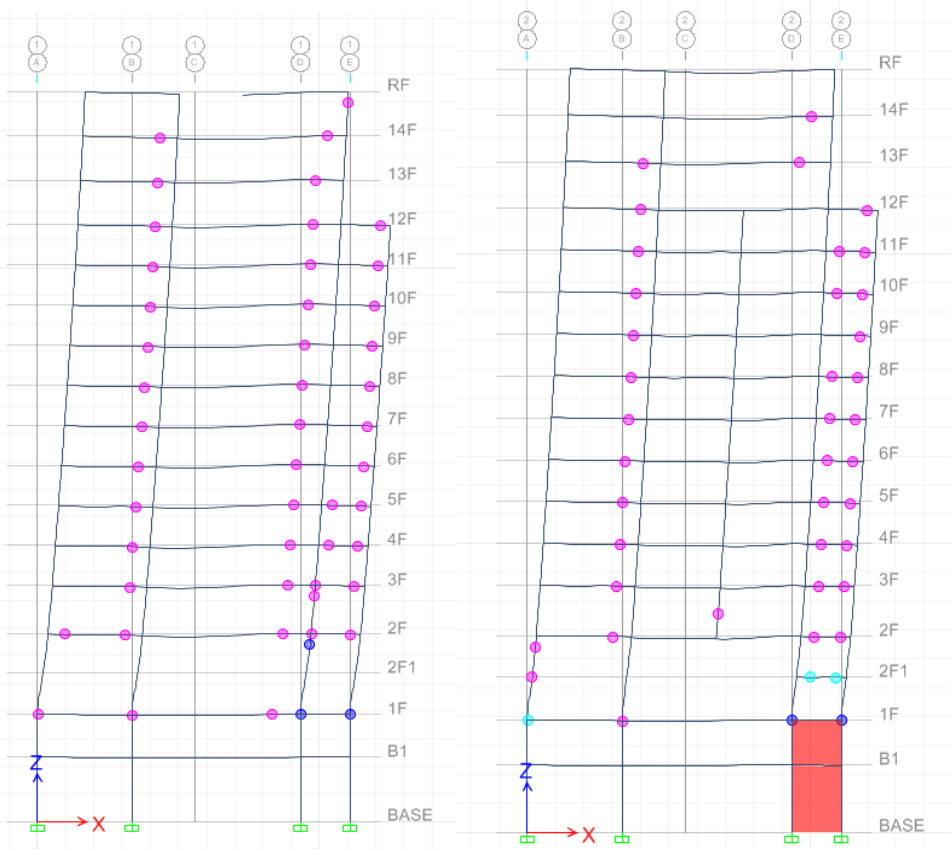 1 1 1 1 1
A B C D E
RF
14F
13F
12F
11F
10F
9F
8F
7F
6F
5F
4F
3F
2F
2F1
1F
B1
Z
X
BASE
2 2 2 2 2
A B C D E
RF
14F
13F
12F
11F
10F
9F
8F
7F
6F
5F
4F
3F
2F
2F1
1F
B1
Z
X
BASE